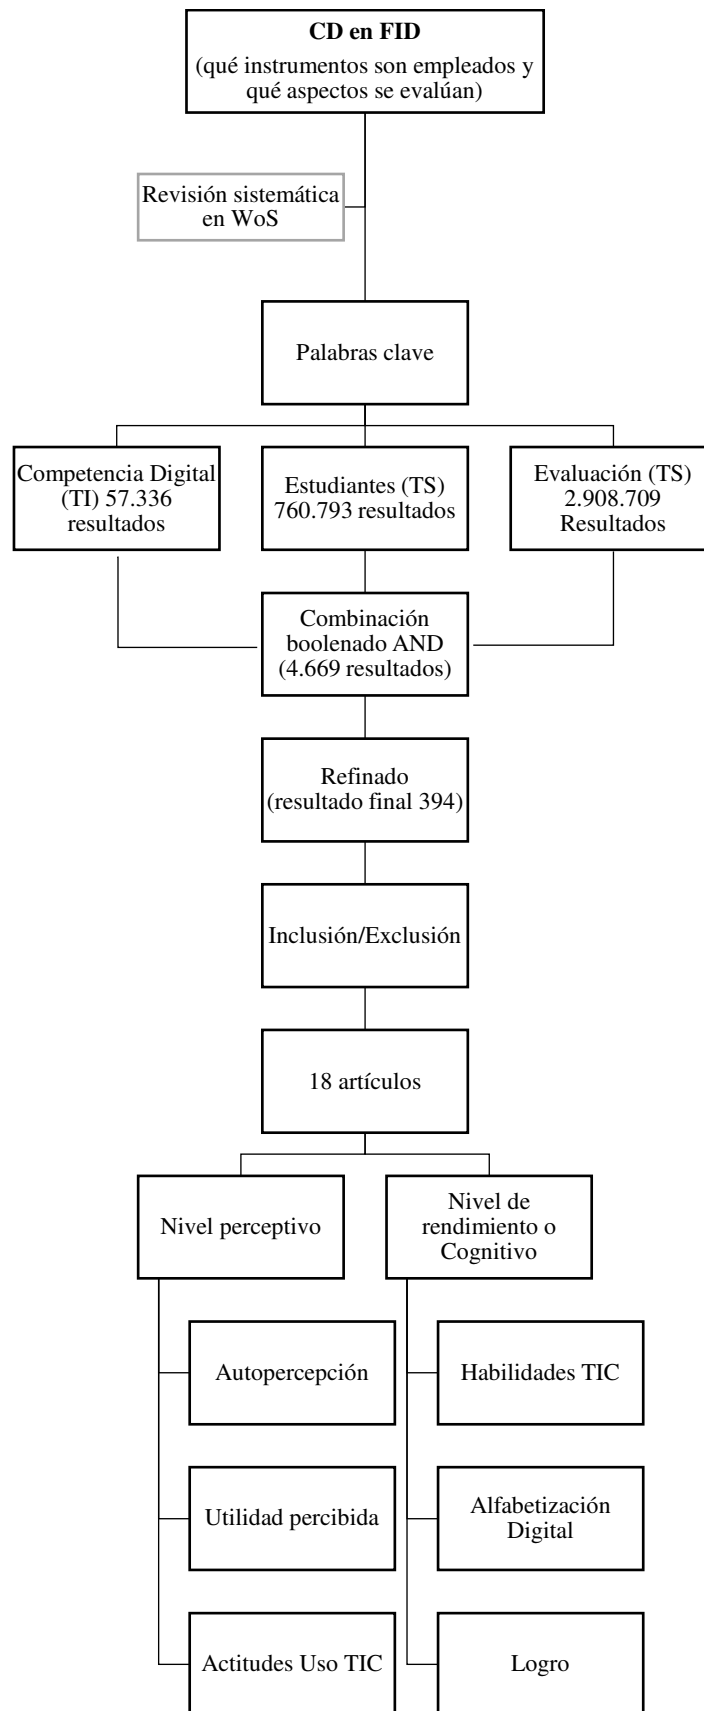 CD en FID
(qué instrumentos son empleados y
qué aspectos se evalúan)
Revisión sistemática
en WoS
Palabras clave
Competencia Digital
(TI) 57.336
resultados
Estudiantes (TS)
760.793 resultados
Evaluación (TS)
2.908.709
Resultados
Combinación
boolenado AND
(4.669 resultados)
Refinado
(resultado final 394)
Inclusión/Exclusión
18 artículos
Nivel perceptivo
Nivel de
rendimiento o
Cognitivo
Autopercepción
Habilidades TIC
Utilidad percibida
Alfabetización
Digital
Actitudes Uso TIC
Logro